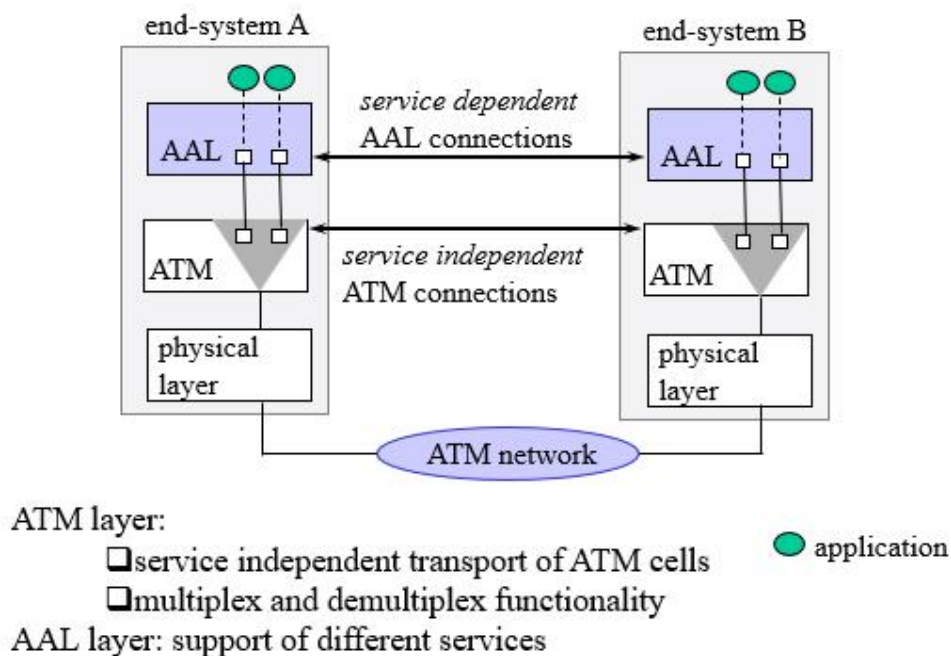 end-system A
end-system B
service dependent
AAL connections
AAL
AAL
service independent
ATM connections
ATM
ATM
physical
layer
physical
layer
ATM network
ATM layer:
❑service independent transport of ATM cells
❑multiplex and demultiplex functionality
application
AAL layer: support of different services